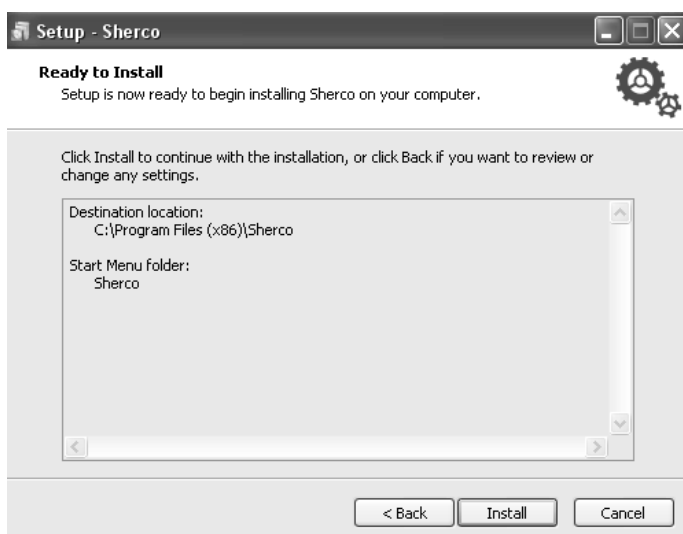 Setup - Sherco
Ready to Install
Setup is now ready to begin installing Sherco on your computer.
Click Install to continue with the installation, or click Back if you want to review or
change any settings.
Destination location:
C:\Program Files (x86)\Sherco
Start Menu folder:
Sherco
< Back
Install
Cancel